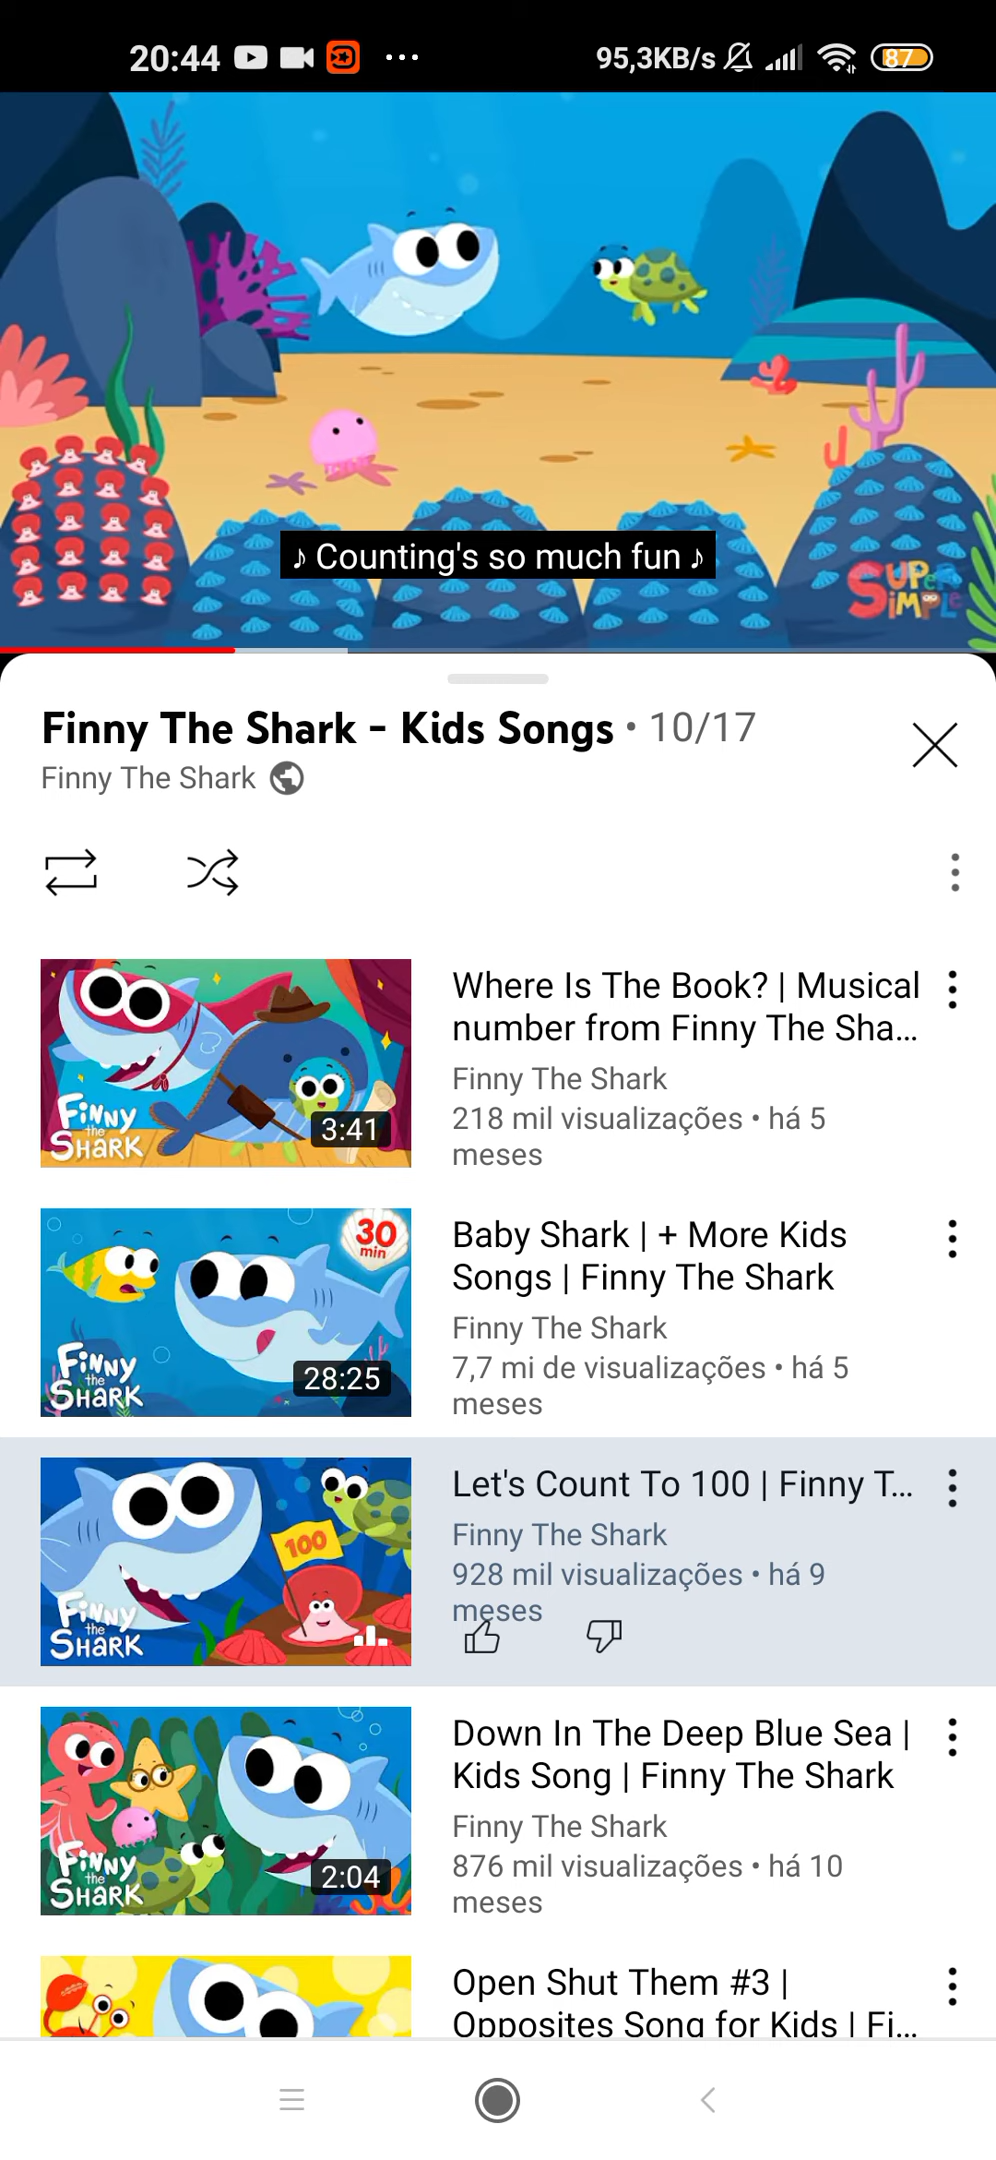 20:44 95,3KB/s 87
♪ Counting's so much fun ♪
SUPER
SiMPLE
Finny The Shark - Kids Songs • 10/17
Finny The Shark
FiNNY
the
SHARK
3:41
Where Is The Book? | Musical
number from Finny The Sha...
Finny The Shark
218 mil visualizações • há 5
meses
30
min
FiNNY
the
SHARK
28:25
Baby Shark | + More Kids
Songs | Finny The Shark
Finny The Shark
7,7 mi de visualizações • há 5
meses
100
FiNNY
the
SHARK
Let's Count To 100 | Finny T...
Finny The Shark
928 mil visualizações • há 9
meses
FiNNY
the
SHARK
2:04
Down In The Deep Blue Sea |
Kids Song | Finny The Shark
Finny The Shark
876 mil visualizações • há 10
meses
Open Shut Them #3 |
Opposites Song for Kids | Fi...